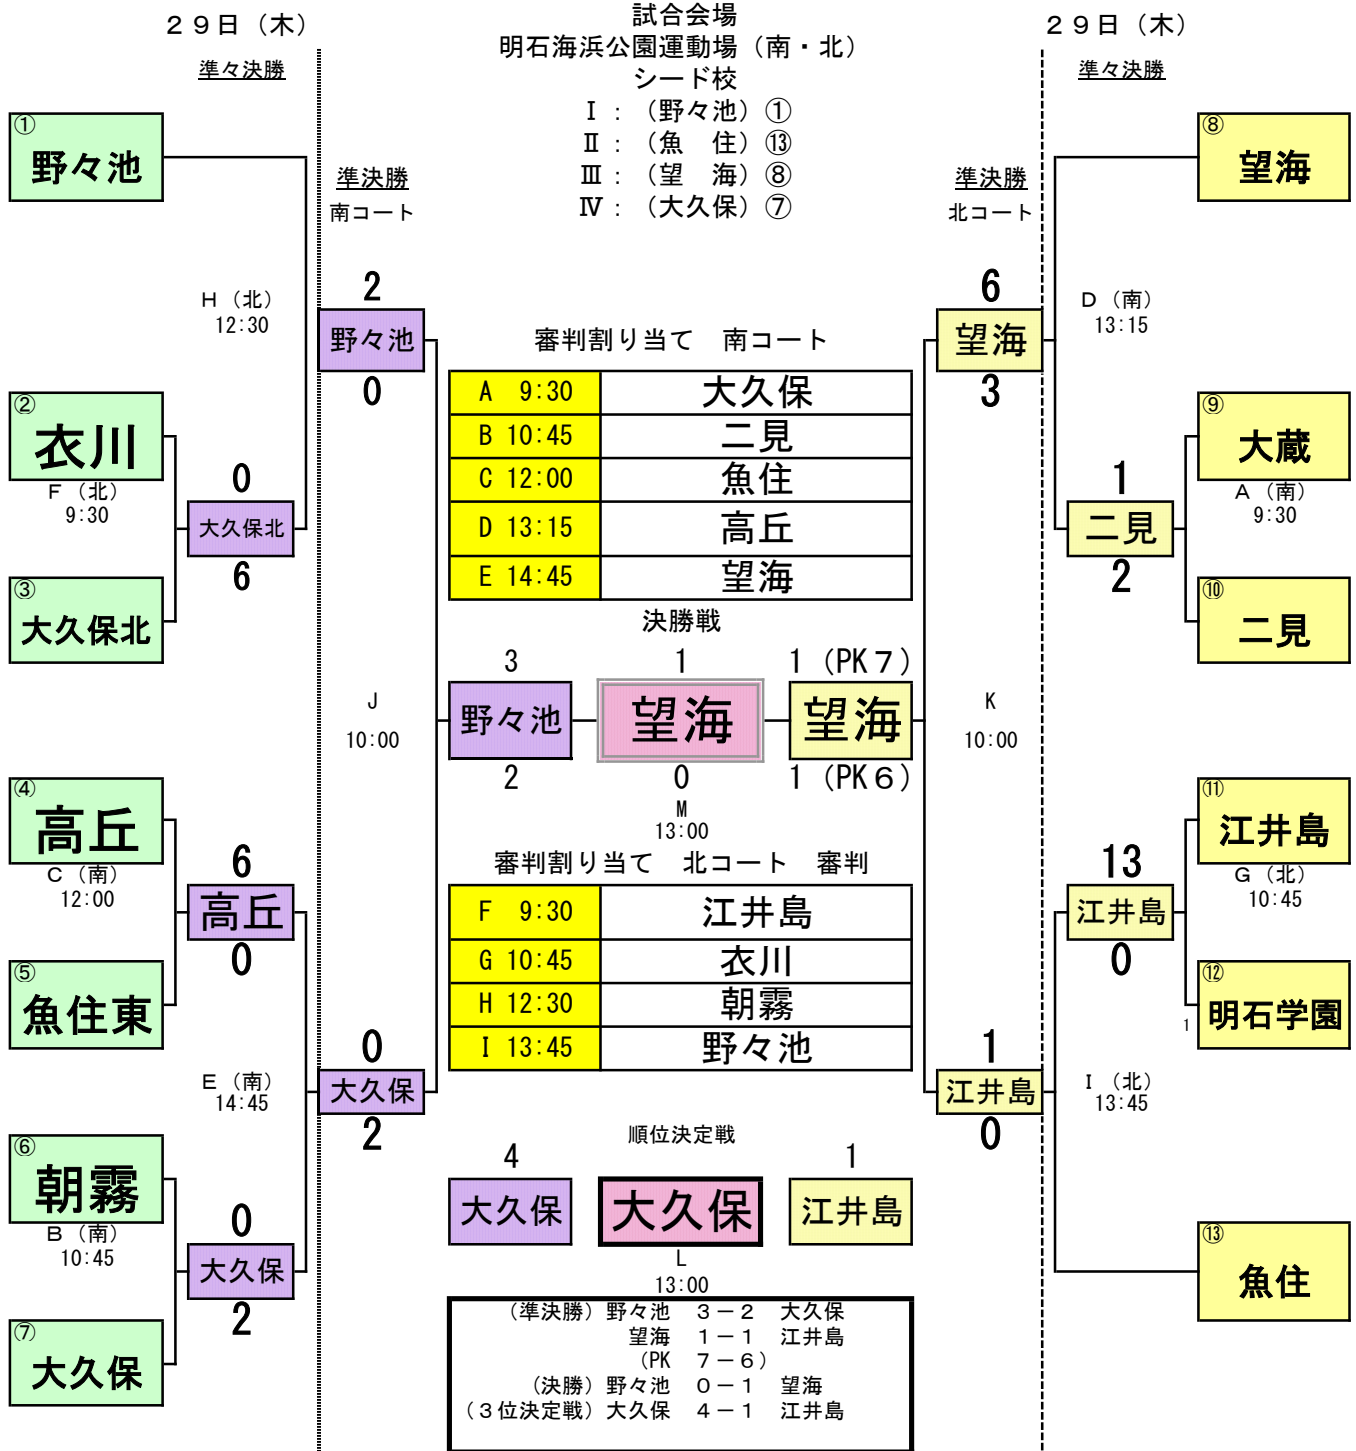 ２９日（木）
準々決勝
試合会場
明石海浜公園運動場（南・北）
シード校
Ⅰ：（野々池）①
Ⅱ：（魚　住）⑬
Ⅲ：（望　海）⑧
Ⅳ：（大久保）⑦
２９日（木）
準々決勝
①
野々池
準決勝
南コート
H（北）
12:30
2
野々池
0
②
衣川
F（北）
9:30
0
大久保北
6
③
大久保北
J
10:00
④
高丘
C（南）
12:00
6
高丘
0
⑤
魚住東
E（南）
14:45
0
大久保
2
⑥
朝霧
B（南）
10:45
0
大久保
2
⑦
大久保
審判割り当て　南コート
A 9:30 大久保
B 10:45 二見
C 12:00 魚住
D 13:15 高丘
E 14:45 望海
決勝戦
3 1 1（PK７）
野々池 望海 望海
2 0 1（PK６）
M
13:00
審判割り当て　北コート　審判
F 9:30 江井島
G 10:45 衣川
H 12:30 朝霧
I 13:45 野々池
順位決定戦
4 1
大久保 大久保 江井島
L
13:00
（準決勝）野々池 ３－２ 大久保
望海 １－１ 江井島
（PK ７－６）
（決勝）野々池 ０－１ 望海
（３位決定戦）大久保 ４－１ 江井島
準決勝
北コート
6
望海
3
D（南）
13:15
⑧
望海
⑨
大蔵
A（南）
9:30
1
二見
2
⑩
二見
K
10:00
⑪
江井島
G（北）
10:45
13
江井島
0
⑫
明石学園
1
I（北）
13:45
1
江井島
0
⑬
魚住